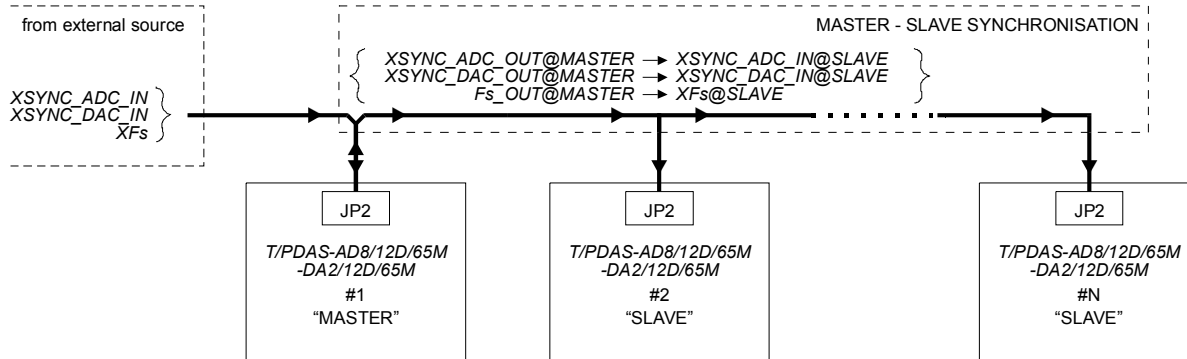 from external source
MASTER - SLAVE SYNCHRONISATION
XSYNC_ADC_OUT@MASTER → XSYNC_ADC_IN@SLAVE
XSYNC_DAC_OUT@MASTER → XSYNC_DAC_IN@SLAVE
Fs_OUT@MASTER → XFs@SLAVE
XSYNC_ADC_IN
XSYNC_DAC_IN
XFs
JP2
T/PDAS-AD8/12D/65M
-DA2/12D/65M
#1
“MASTER”
JP2
T/PDAS-AD8/12D/65M
-DA2/12D/65M
#2
“SLAVE”
JP2
T/PDAS-AD8/12D/65M
-DA2/12D/65M
#N
“SLAVE”